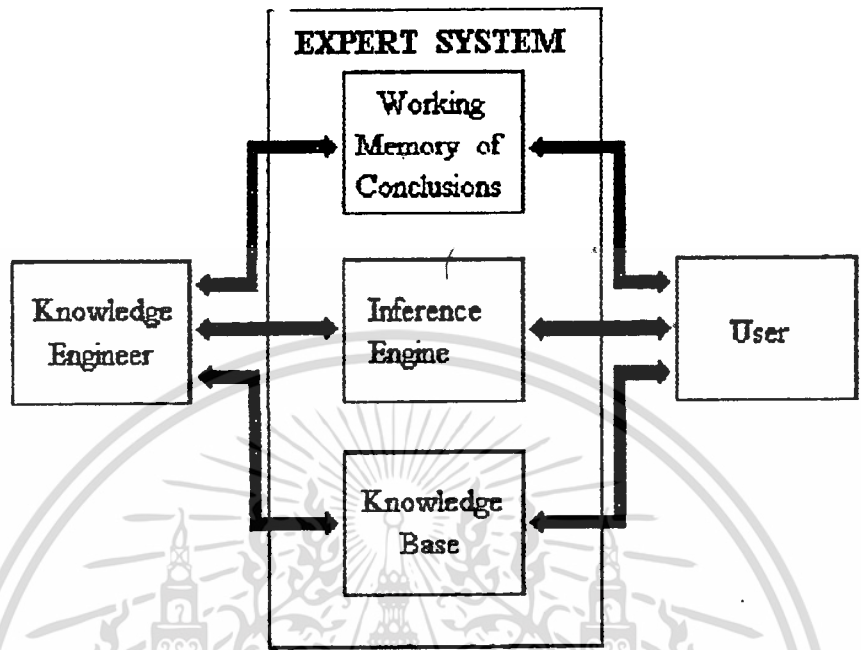 EXPERT SYSTEM
Working
Memory of
Conclusions
Knowledge
Engineer
Inference
Engine
User
Knowledge
Base